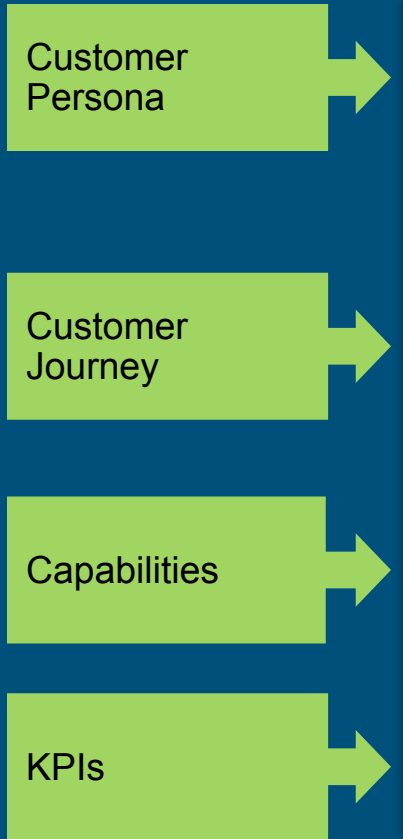 Customer
Persona
Customer
Journey
Capabilities
KPIs